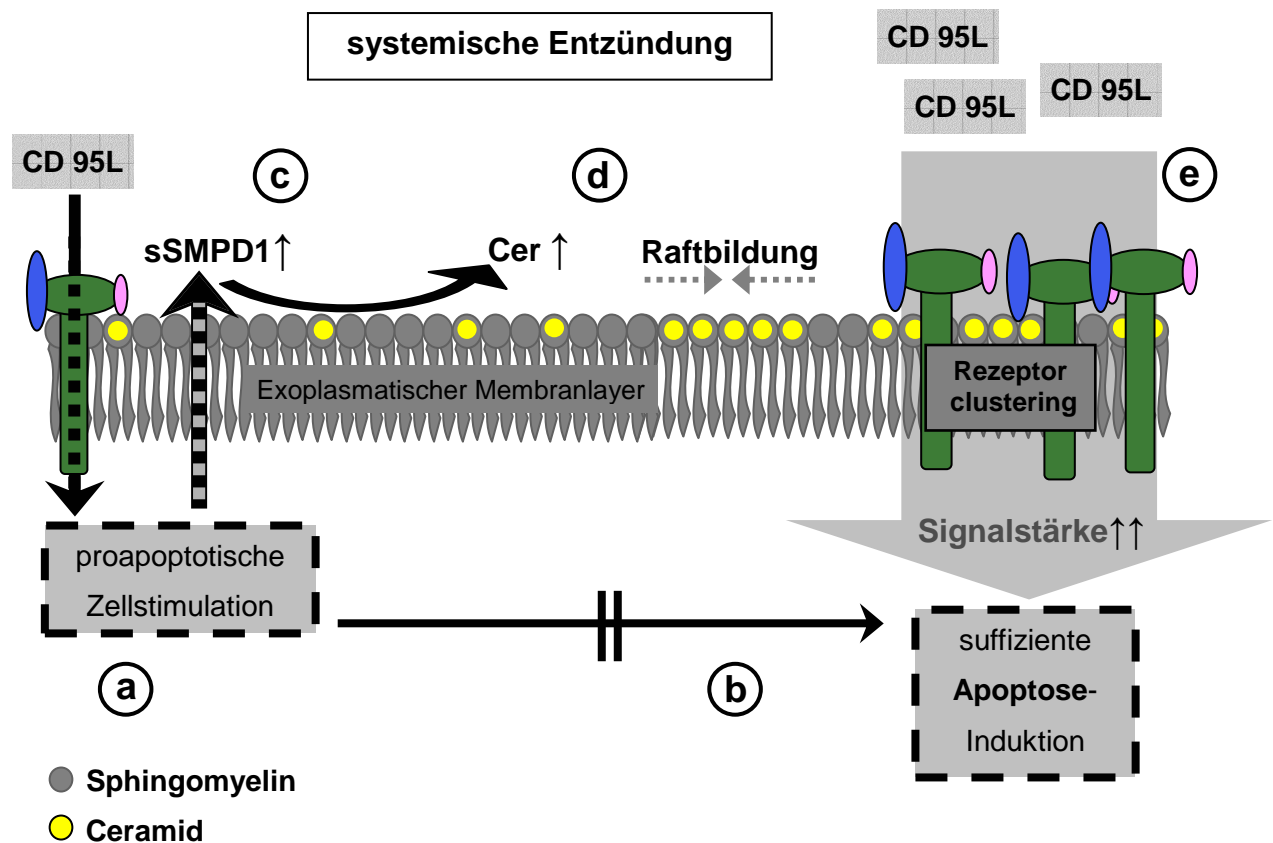 systemische Entzündung
CD 95L
CD 95L
CD 95L
CD 95L
c
d
e
sSMPD1↑
Cer ↑
Raftbildung
Exoplasmatischer Membranlayer
Rezeptor
clustering
Signalstärke↑↑
proapoptotische
Zellstimulation
suffiziente
Apoptose-
Induktion
a
b
Sphingomyelin
Ceramid